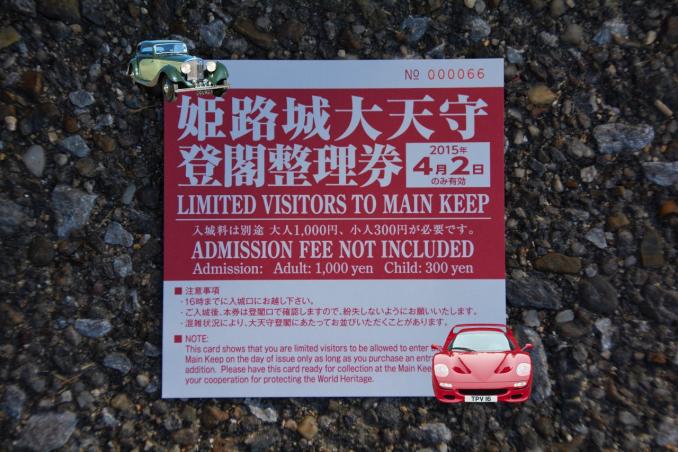 № 000066
姫路城大天守
登閣整理券
2015年
4月2日
のみ有効
LIMITED VISITORS TO MAIN KEEP
入城料は別途 大人1,000円、小人300円が必要です。
ADMISSION FEE NOT INCLUDED
Admission: Adult: 1,000 yen Child: 300 yen
■ 注意事項
・16時までに入城口にお越し下さい。
・ご入城後、本券は登閣口で確認しますので、紛失しないようにお願いいたします。
・混雑状況により、大天守登閣にあたってお並びいただくことがあります。
■ NOTE:
This card shows that you are limited visitors to be allowed to enter
Main Keep on the day of issue only as long as you purchase an
addition. Please have this card ready for collection at the Main
your cooperation for protecting the World Heritage.
TPV 16